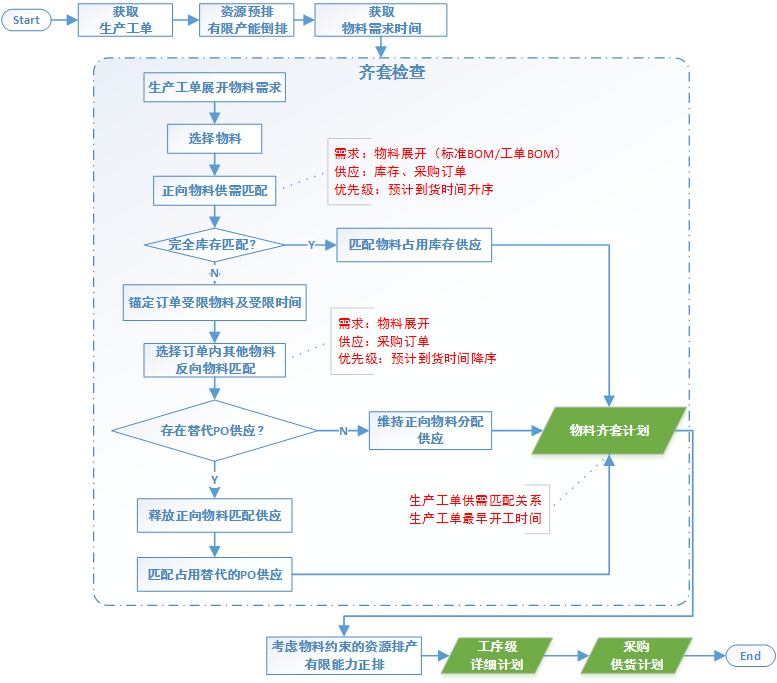 Start
获取
生产工单
资源预排
有限产能倒排
获取
物料需求时间
齐套检查
生产工单展开物料需求
选择物料
正向物料供需匹配
需求：物料展开（标准BOM/工单BOM）
供应：库存、采购订单
优先级：预计到货时间升序
完全库存匹配？
Y
匹配物料占用库存供应
N
锚定订单受限物料及受限时间
选择订单内其他物料
反向物料匹配
需求：物料展开
供应：采购订单
优先级：预计到货时间降序
存在替代PO供应？
N
维持正向物料分配
供应
物料齐套计划
Y
释放正向物料匹配供应
生产工单供需匹配关系
生产工单最早开工时间
匹配占用替代的PO供应
考虑物料约束的资源排产
有限能力正排
工序级
详细计划
采购
供货计划
End